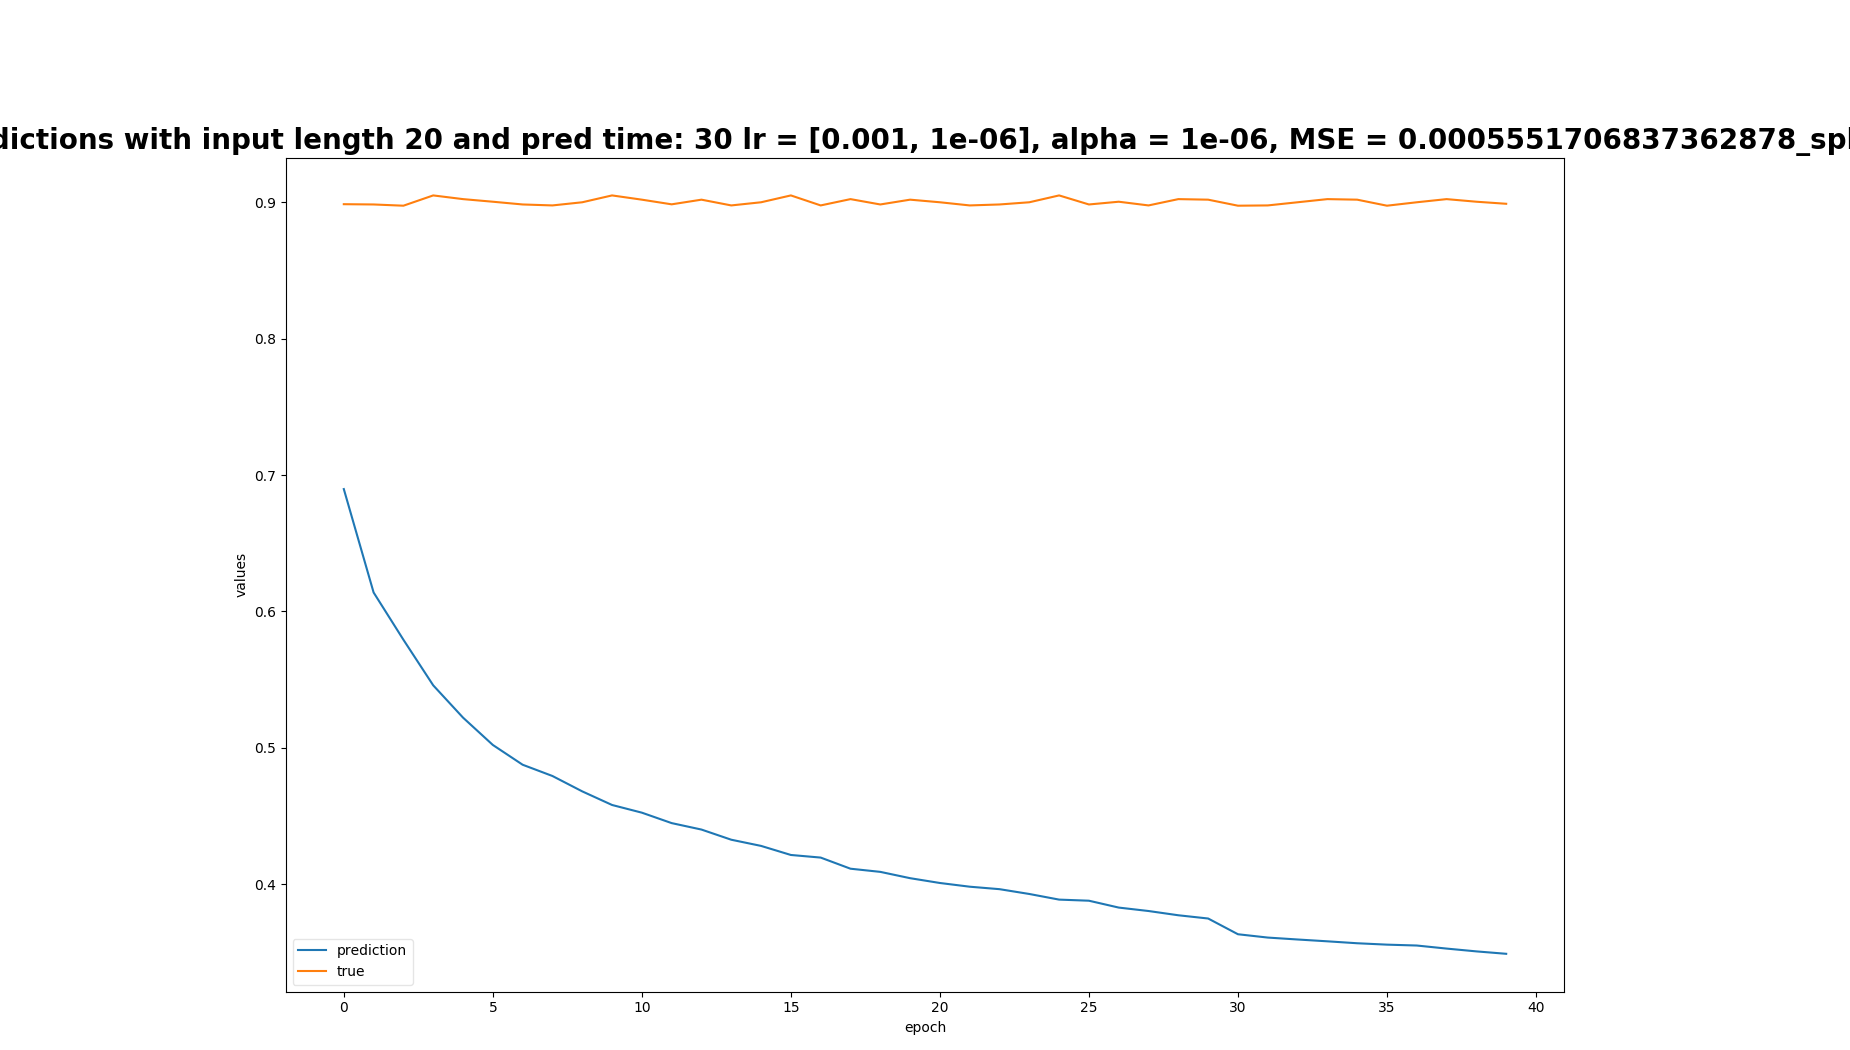 dictions with input length 20 and pred time: 30 lr = [0.001, 1e-06], alpha = 1e-06, MSE = 0.0005551706837362878_spl
0.9
0.8
0.7
0.6
0.5
0.4
values
prediction
true
0 5 10 15 20 25 30 35 40
epoch